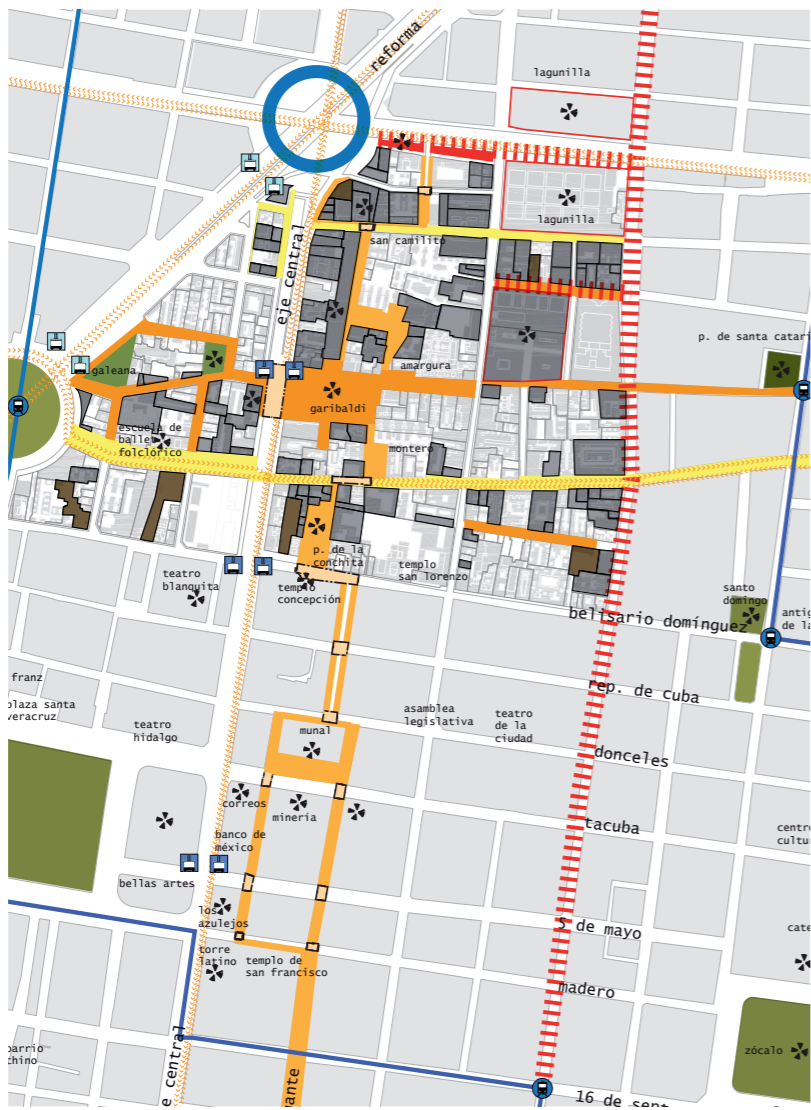 reforma
lagunilla
lagunilla
san camilito
eje central
p. de santa catari
galeana
amargura
garibaldi
escuela de
ballet
folclórico
montero
p. de la
conchita
templo
san lorenzo
teatro
blanquita
templo
concepción
santo
domingo
belisario domínguez
antig
de la
franz
plaza santa
veracruz
rep. de cuba
asamblea
legislativa
teatro
de la
ciudad
teatro
hidalgo
munal
donceles
correos
minería
tacuba
centro
cultu
banco de
méxico
bellas artes
los
azulejos
5 de mayo
cate
torre
latino
templo de
san francisco
madero
zócalo
barrio
chino
e central
ante
16 de sept